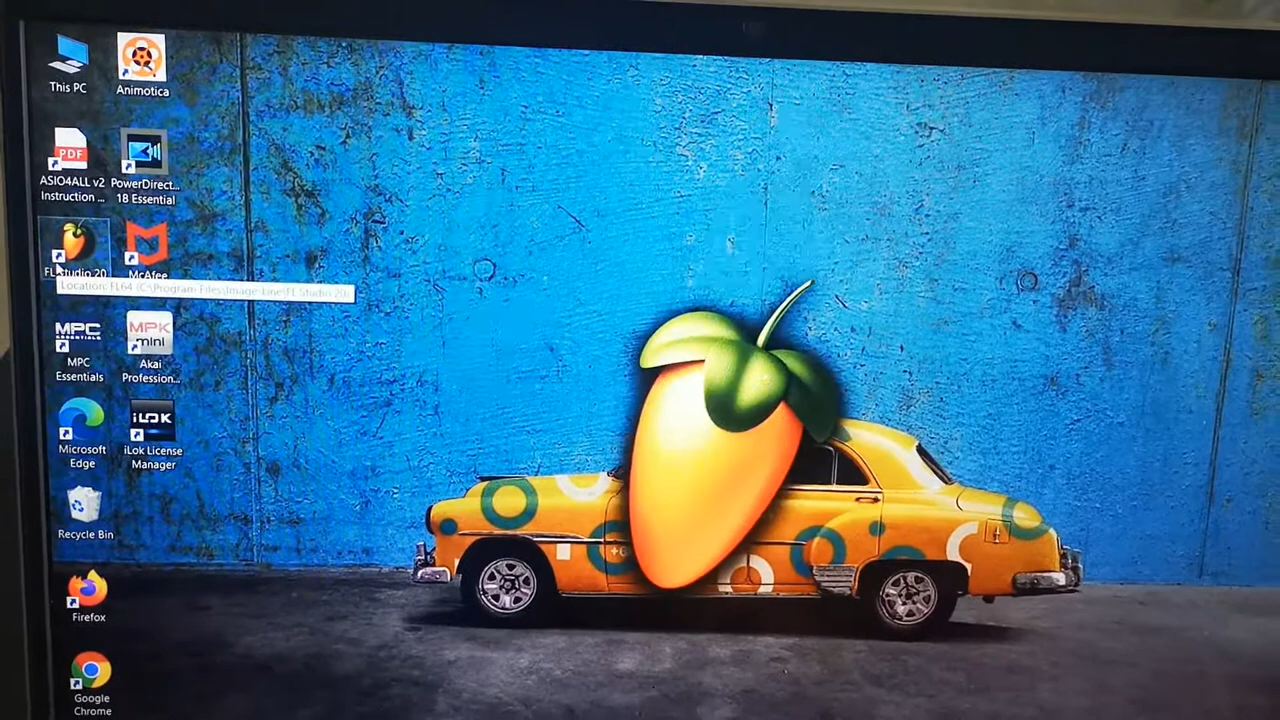 This PC
Animotica
PDF
ASIO4ALL v2
Instruction ...
PowerDirect...
18 Essential
FL Studio 20
McAfee
Location: FL64 (C:\Program Files\Image-Line\FL Studio 20)
MPC
ESSENTIALS
MPC
Essentials
MPK
mini
Akai
Profession...
Microsoft
Edge
iLOK
iLok License
Manager
Recycle Bin
Firefox
Google
Chrome